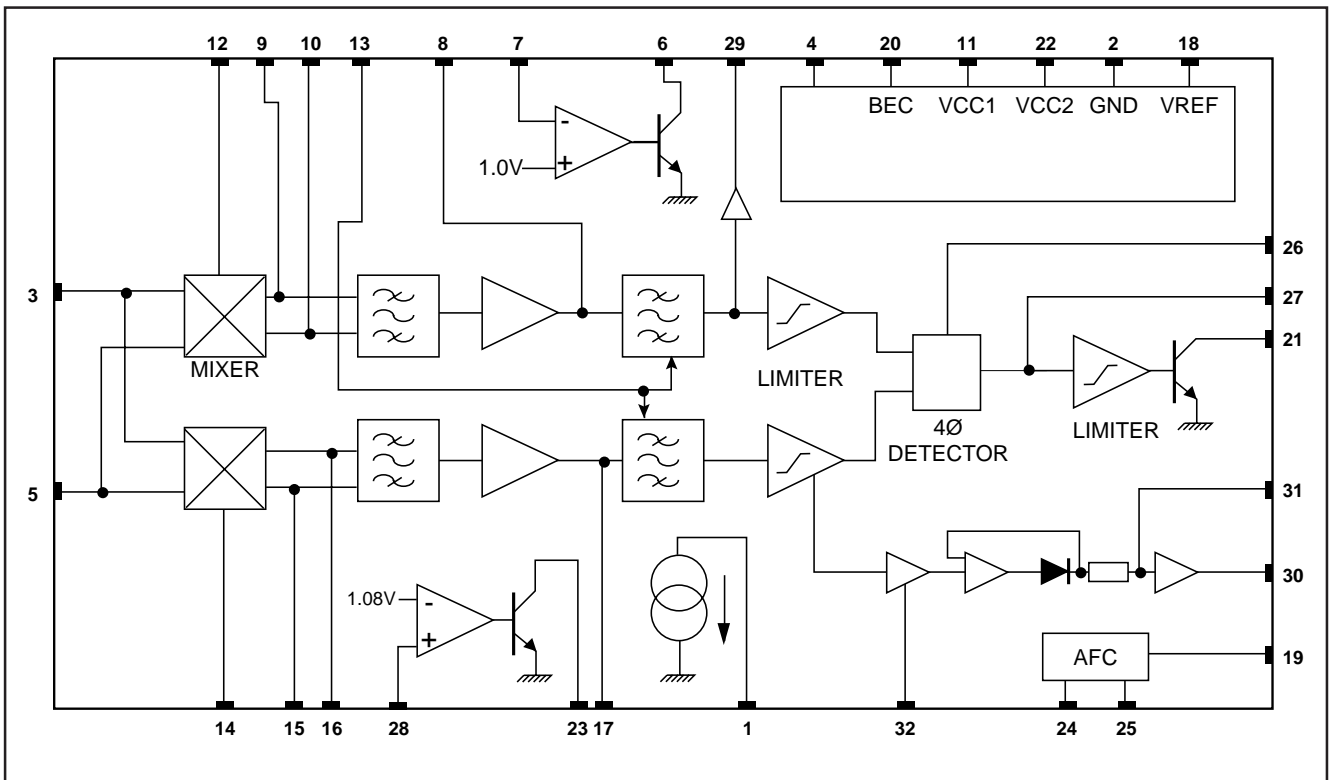 12 9 10 13 8 7 6 29 4 20 11 22 2 18
BEC VCC1 VCC2 GND VREF
-
1.0V
+
26
3
27
21
MIXER
LIMITER
4Ø
DETECTOR
LIMITER
5
31
30
1.08V
-
+
AFC
19
14 15 16 28 23 17 1 32 24 25